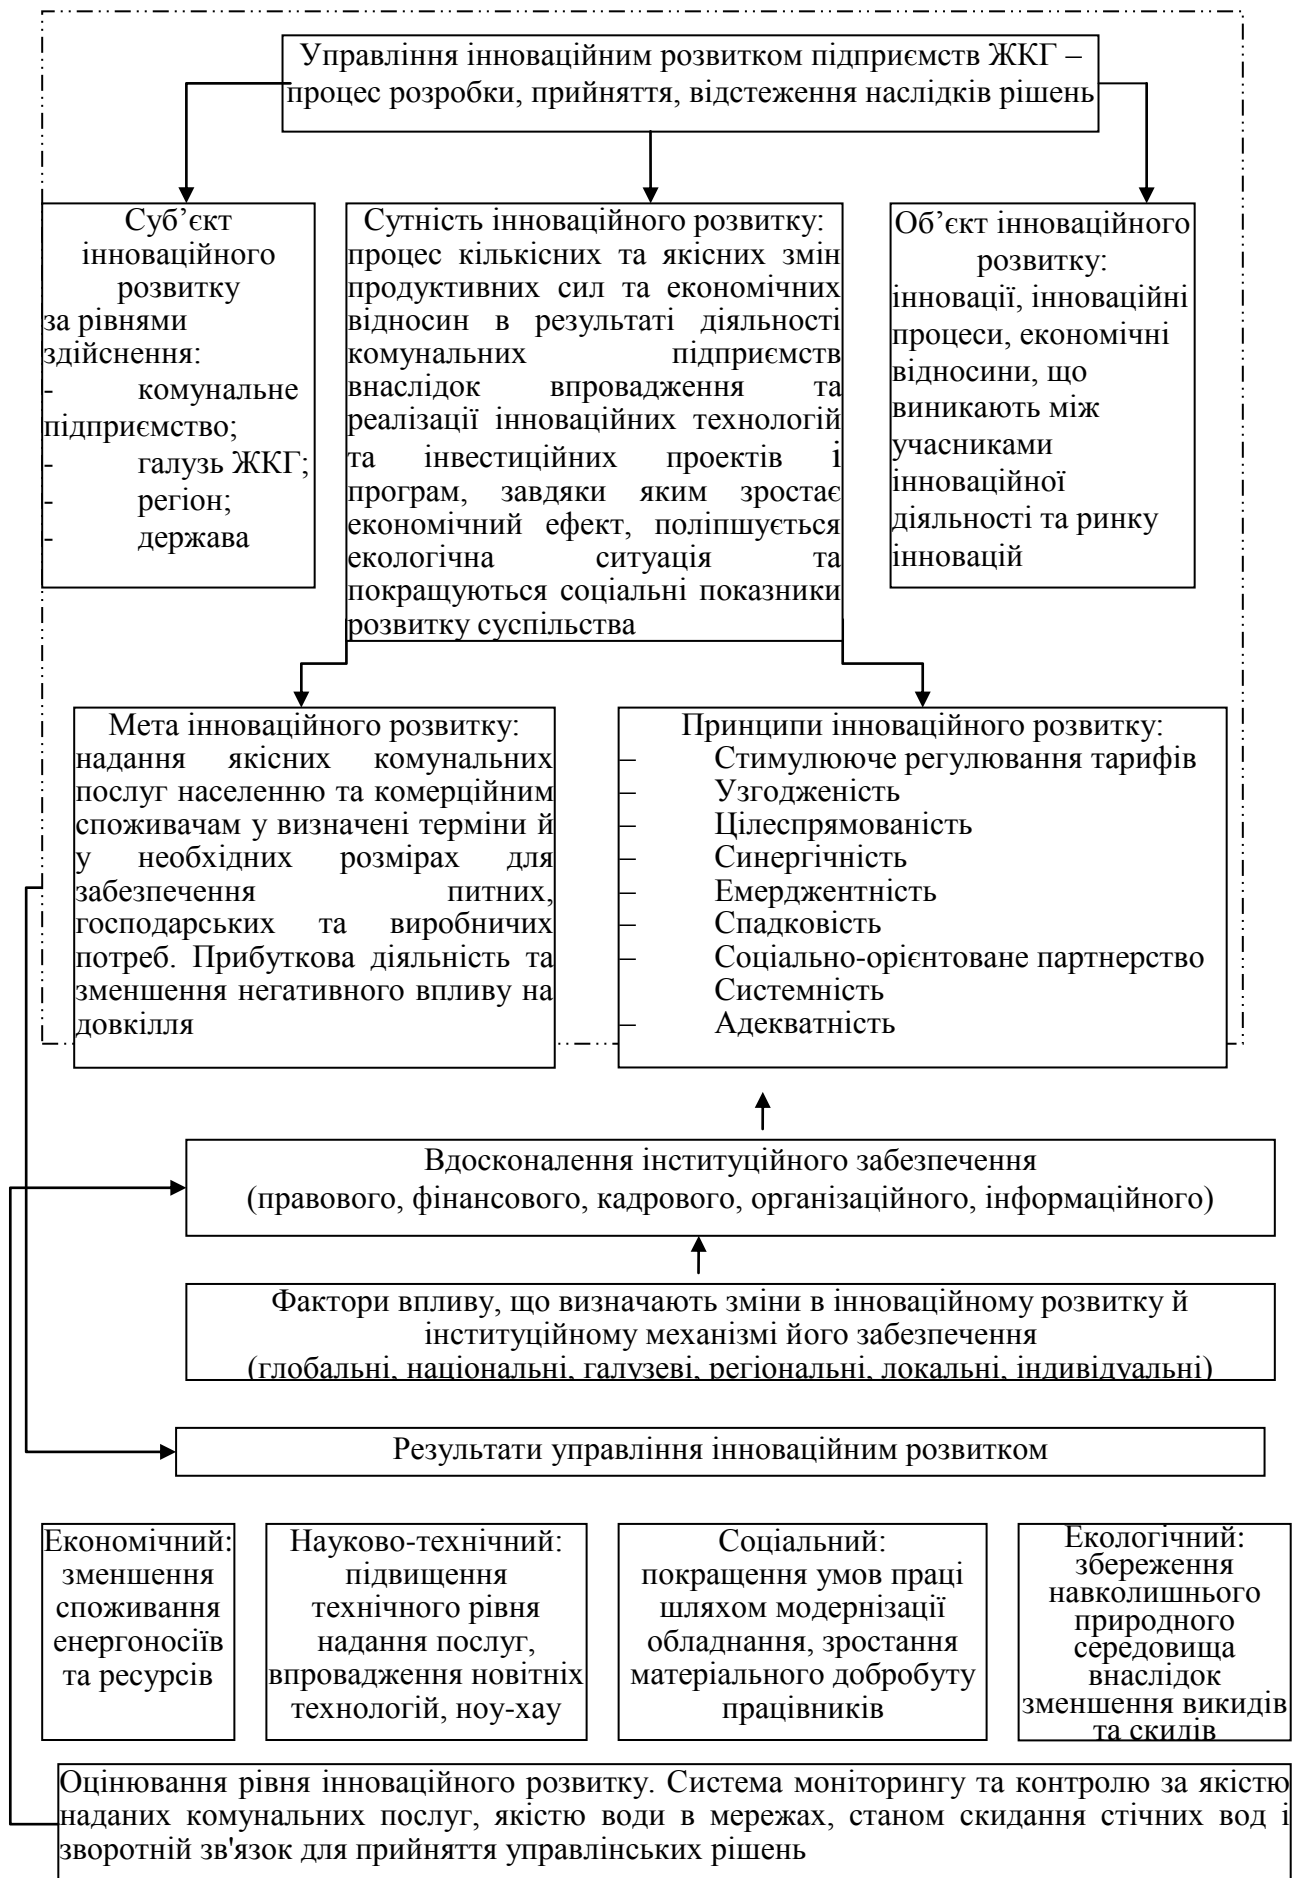 Управління інноваційним розвитком підприємств ЖКГ –
процес розробки, прийняття, відстеження наслідків рішень
Суб’єкт
інноваційного
розвитку
за рівнями
здійснення:
- комунальне
підприємство;
- галузь ЖКГ;
- регіон;
- держава
Сутність інноваційного розвитку:
процес кількісних та якісних змін
продуктивних сил та економічних
відносин в результаті діяльності
комунальних підприємств
внаслідок впровадження та
реалізації інноваційних технологій
та інвестиційних проектів і
програм, завдяки яким зростає
економічний ефект, поліпшується
екологічна ситуація та
покращуються соціальні показники
розвитку суспільства
Об’єкт інноваційного
розвитку:
інновації, інноваційні
процеси, економічні
відносини, що
виникають між
учасниками
інноваційної
діяльності та ринку
інновацій
Мета інноваційного розвитку:
надання якісних комунальних
послуг населенню та комерційним
споживачам у визначені терміни й
у необхідних розмірах для
забезпечення питних,
господарських та виробничих
потреб. Прибуткова діяльність та
зменшення негативного впливу на
довкілля
Принципи інноваційного розвитку:
– Стимулююче регулювання тарифів
– Узгодженість
– Цілеспрямованість
– Синергічність
– Емерджентність
– Спадковість
– Соціально-орієнтоване партнерство
Системність
– Адекватність
Вдосконалення інституційного забезпечення
(правового, фінансового, кадрового, організаційного, інформаційного)
Фактори впливу, що визначають зміни в інноваційному розвитку й
інституційному механізмі його забезпечення
(глобальні, національні, галузеві, регіональні, локальні, індивідуальні)
Результати управління інноваційним розвитком
Економічний:
зменшення
споживання
енергоносіїв
та ресурсів
Науково-технічний:
підвищення
технічного рівня
надання послуг,
впровадження новітніх
технологій, ноу-хау
Соціальний:
покращення умов праці
шляхом модернізації
обладнання, зростання
матеріального добробуту
працівників
Екологічний:
збереження
навколишнього
природного
середовища
внаслідок
зменшення викидів
та скидів
Оцінювання рівня інноваційного розвитку. Система моніторингу та контролю за якістю
наданих комунальних послуг, якістю води в мережах, станом скидання стічних вод і
зворотній зв'язок для прийняття управлінських рішень